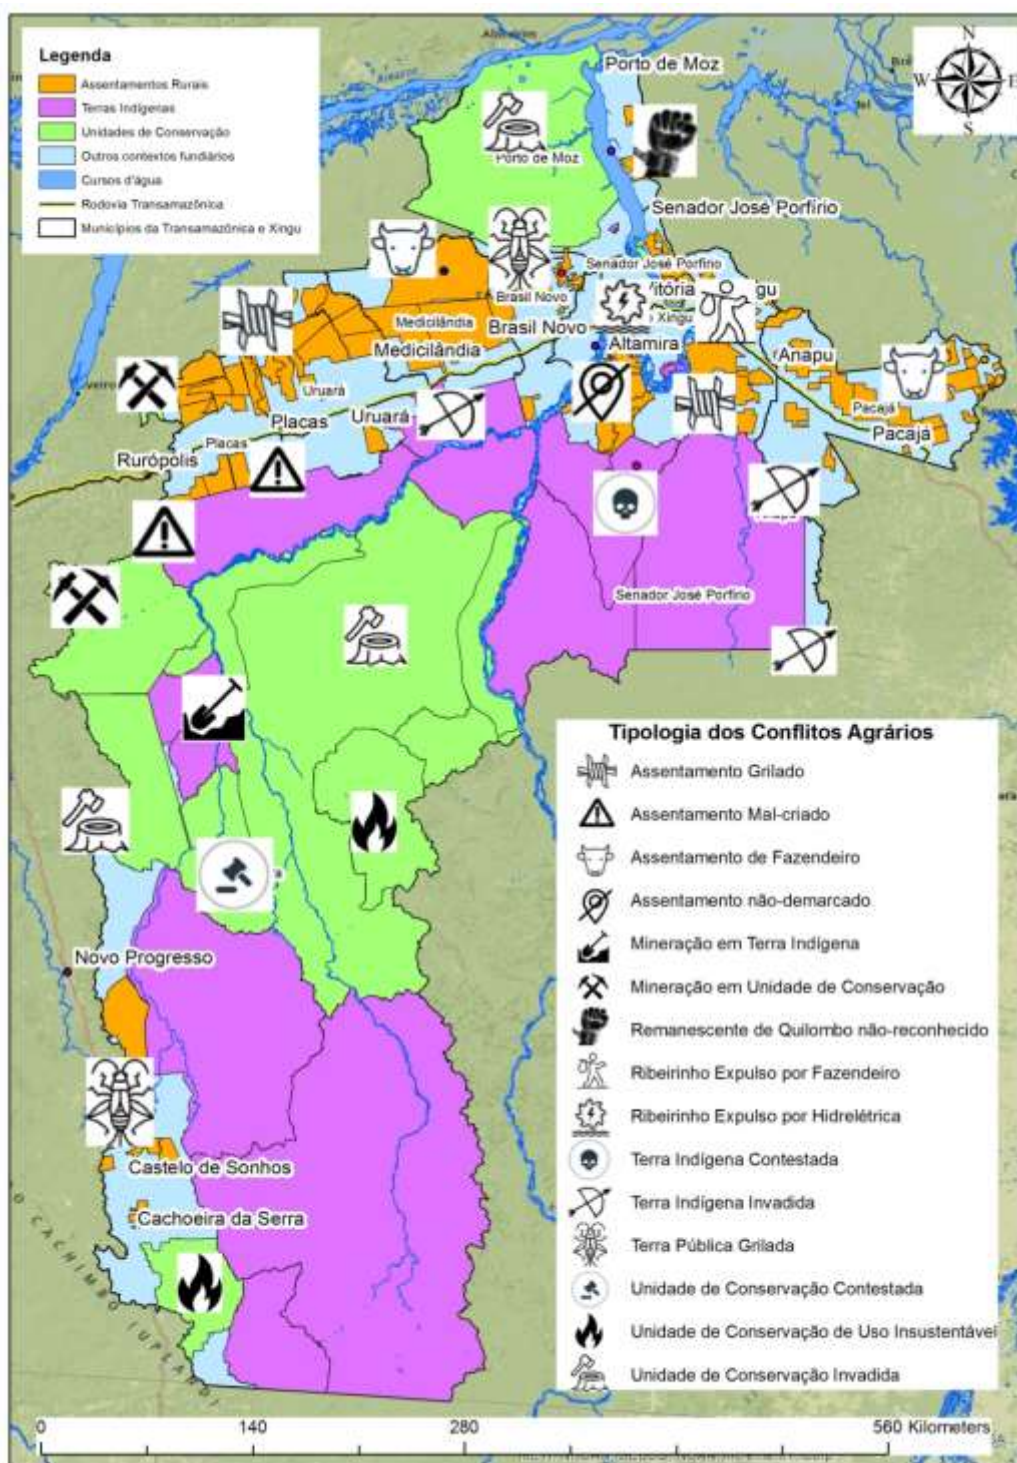 Legenda
Assentamentos Rurais
Terras Indígenas
Unidades de Conservação
Outros contextos fundiários
Cursos d'água
Rodovia Transamazônica
Municípios da Transamazônica e Xingu
N
W
E
S
Porto de Moz
Porto de Moz
Senador José Porfírio
Senador José Porfírio
Brasil Novo
Brasil Novo
Xingu
Altamira
Medicilândia
Medicilândia
Anapu
Pacajá
Pacajá
Uruará
Placas
Uruará
Placas
Rurópolis
Senador José Porfírio
Novo Progresso
Castelo de Sonhos
Cachoeira da Serra
Tipologia dos Conflitos Agrários
Assentamento Grilado
Assentamento Mal-criado
Assentamento de Fazendeiro
Assentamento não-demarcado
Mineração em Terra Indígena
Mineração em Unidade de Conservação
Remanescente de Quilombo não-reconhecido
Ribeirinho Expulso por Fazendeiro
Ribeirinho Expulso por Hidrelétrica
Terra Indígena Contestada
Terra Indígena Invadida
Terra Pública Grilada
Unidade de Conservação Contestada
Unidade de Conservação de Uso Insustentável
Unidade de Conservação Invadida
CACHIMBO
0 140 280 560 Kilometers